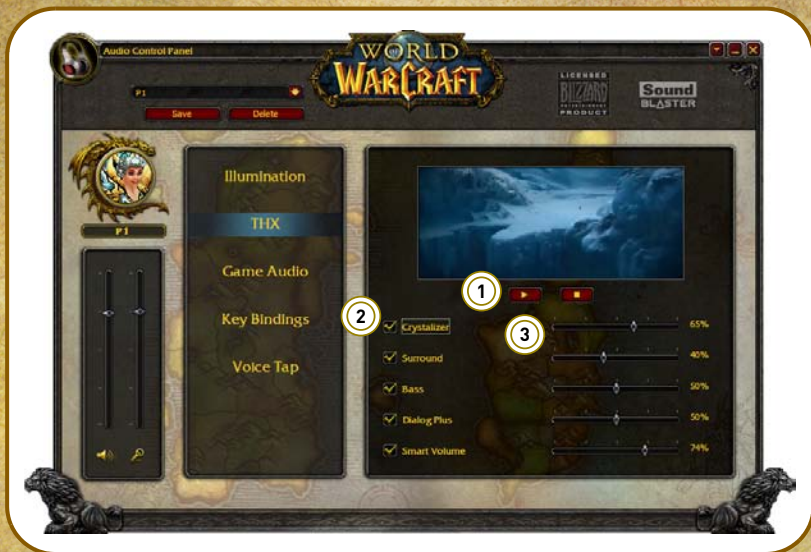 Audio Control Panel
WORLD
WARCRAFT
P1
Save
Delete
LICENSED
BLIZZARD
ENTERTAINMENT
PRODUCT
Sound
BLASTER
P1
Illumination
THX
Game Audio
Key Bindings
Voice Tap
1
2
Crystalizer
3
65%
Surround
40%
Bass
50%
Dialog Plus
50%
Smart Volume
74%